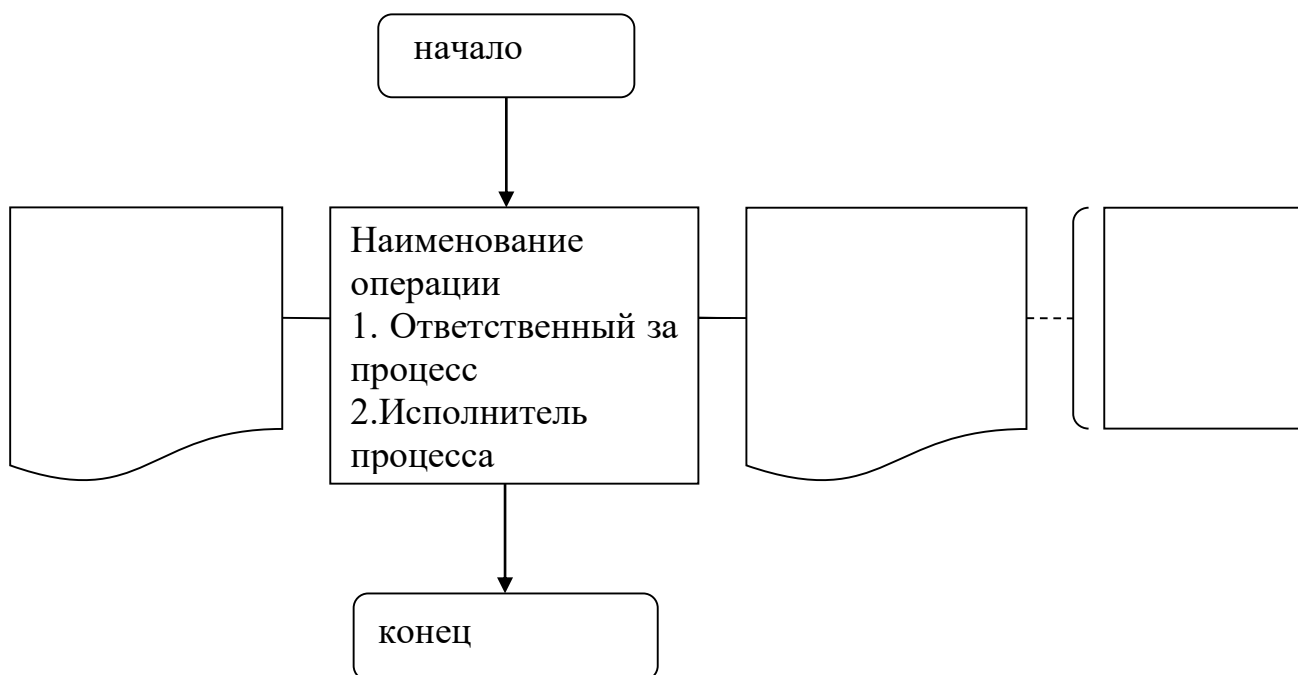 начало
Наименование
операции
1. Ответственный за
процесс
2.Исполнитель
процесса
конец